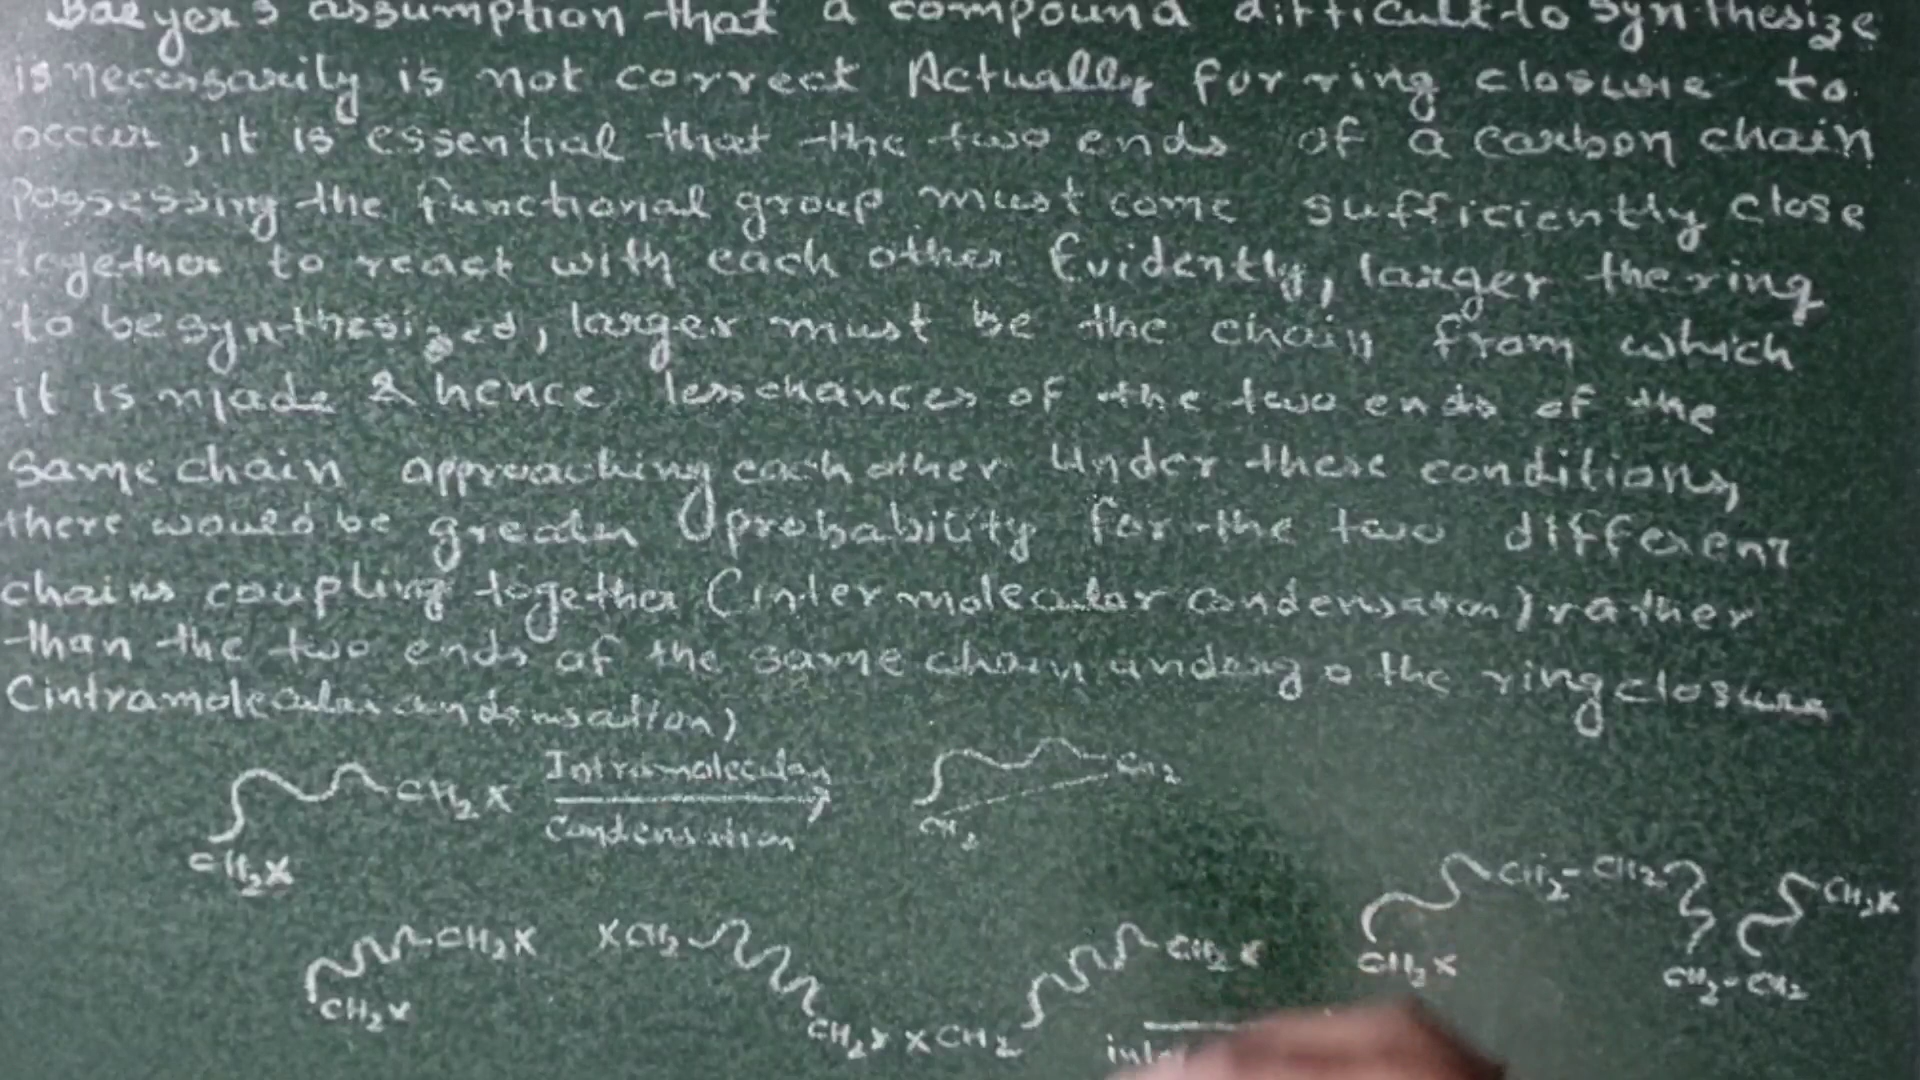 Baeyer's assumption that a compound difficult to synthesize
is necessarily is not correct Actually for ring closure to
occur, it is essential that the two ends of a carbon chain
possessing the functional group must come sufficiently close
together to react with each other Evidently, larger the ring
to be synthesized, larger must be the chain from which
it is made & hence less chances of the two ends of the
same chain approaching each other Under these conditions,
there would be greater probability for the two different
chains coupling together (intermolecular condensation) rather
than the two ends of the same chain undergo the ring closure
(intramolecular condensation)
CH2X Intramolecular CH2
Condensation CH2
CH2X
CH2-CH2 CH2X
CH2X XCH2 CH2X CH2X CH2-CH2
CH2X
CH2X XCH2